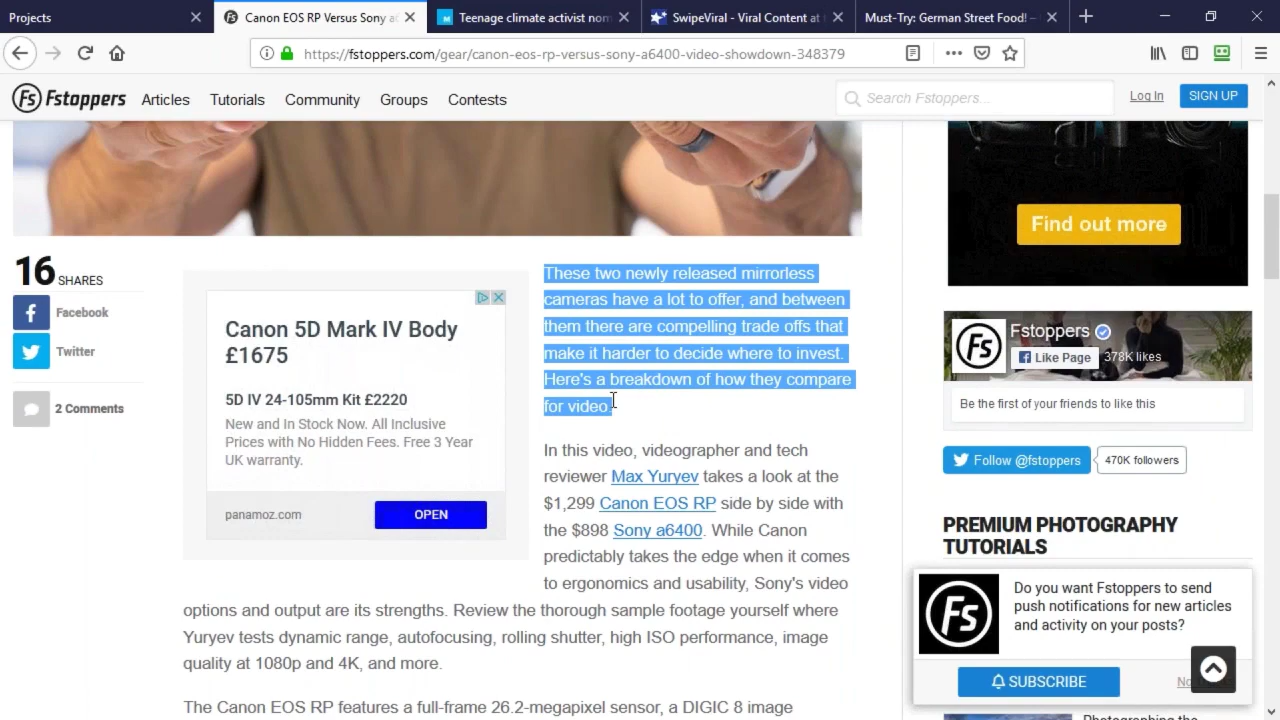 Projects
Canon EOS RP Versus Sony a6
Teenage climate activist nom
SwipeViral - Viral Content at
Must-Try: German Street Food! –
https://fstoppers.com/gear/canon-eos-rp-versus-sony-a6400-video-showdown-348379
Fs Fstoppers
Articles
Tutorials
Community
Groups
Contests
Search Fstoppers...
Log In
SIGN UP
Find out more
16 SHARES
Facebook
Twitter
2 Comments
Canon 5D Mark IV Body
£1675
5D IV 24-105mm Kit £2220
New and In Stock Now. All Inclusive
Prices with No Hidden Fees. Free 3 Year
UK warranty.
panamoz.com
OPEN
These two newly released mirrorless
cameras have a lot to offer, and between
them there are compelling trade offs that
make it harder to decide where to invest.
Here's a breakdown of how they compare
for video.
In this video, videographer and tech
reviewer Max Yuryev takes a look at the
$1,299 Canon EOS RP side by side with
the $898 Sony a6400. While Canon
predictably takes the edge when it comes
to ergonomics and usability, Sony's video
options and output are its strengths. Review the thorough sample footage yourself where
Yuryev tests dynamic range, autofocusing, rolling shutter, high ISO performance, image
quality at 1080p and 4K, and more.
The Canon EOS RP features a full-frame 26.2-megapixel sensor, a DIGIC 8 image
Fs
Fstoppers
Like Page
378K likes
Be the first of your friends to like this
Follow @fstoppers
470K followers
PREMIUM PHOTOGRAPHY
TUTORIALS
Fs
Do you want Fstoppers to send
push notifications for new articles
and activity on your posts?
SUBSCRIBE
Photographing the